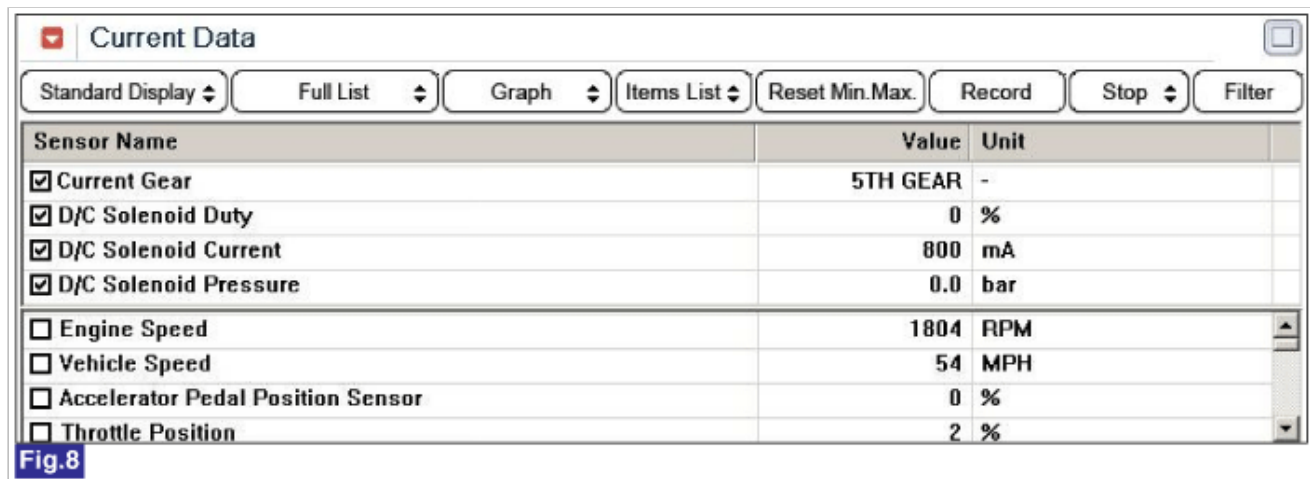 Current Data
Standard Display Full List Graph Items List Reset Min.Max. Record Stop Filter
Sensor Name Value Unit
Current Gear 5TH GEAR -
D/C Solenoid Duty 0 %
D/C Solenoid Current 800 mA
D/C Solenoid Pressure 0.0 bar
Engine Speed 1804 RPM
Vehicle Speed 54 MPH
Accelerator Pedal Position Sensor 0 %
Throttle Position 2 %
Fig.8